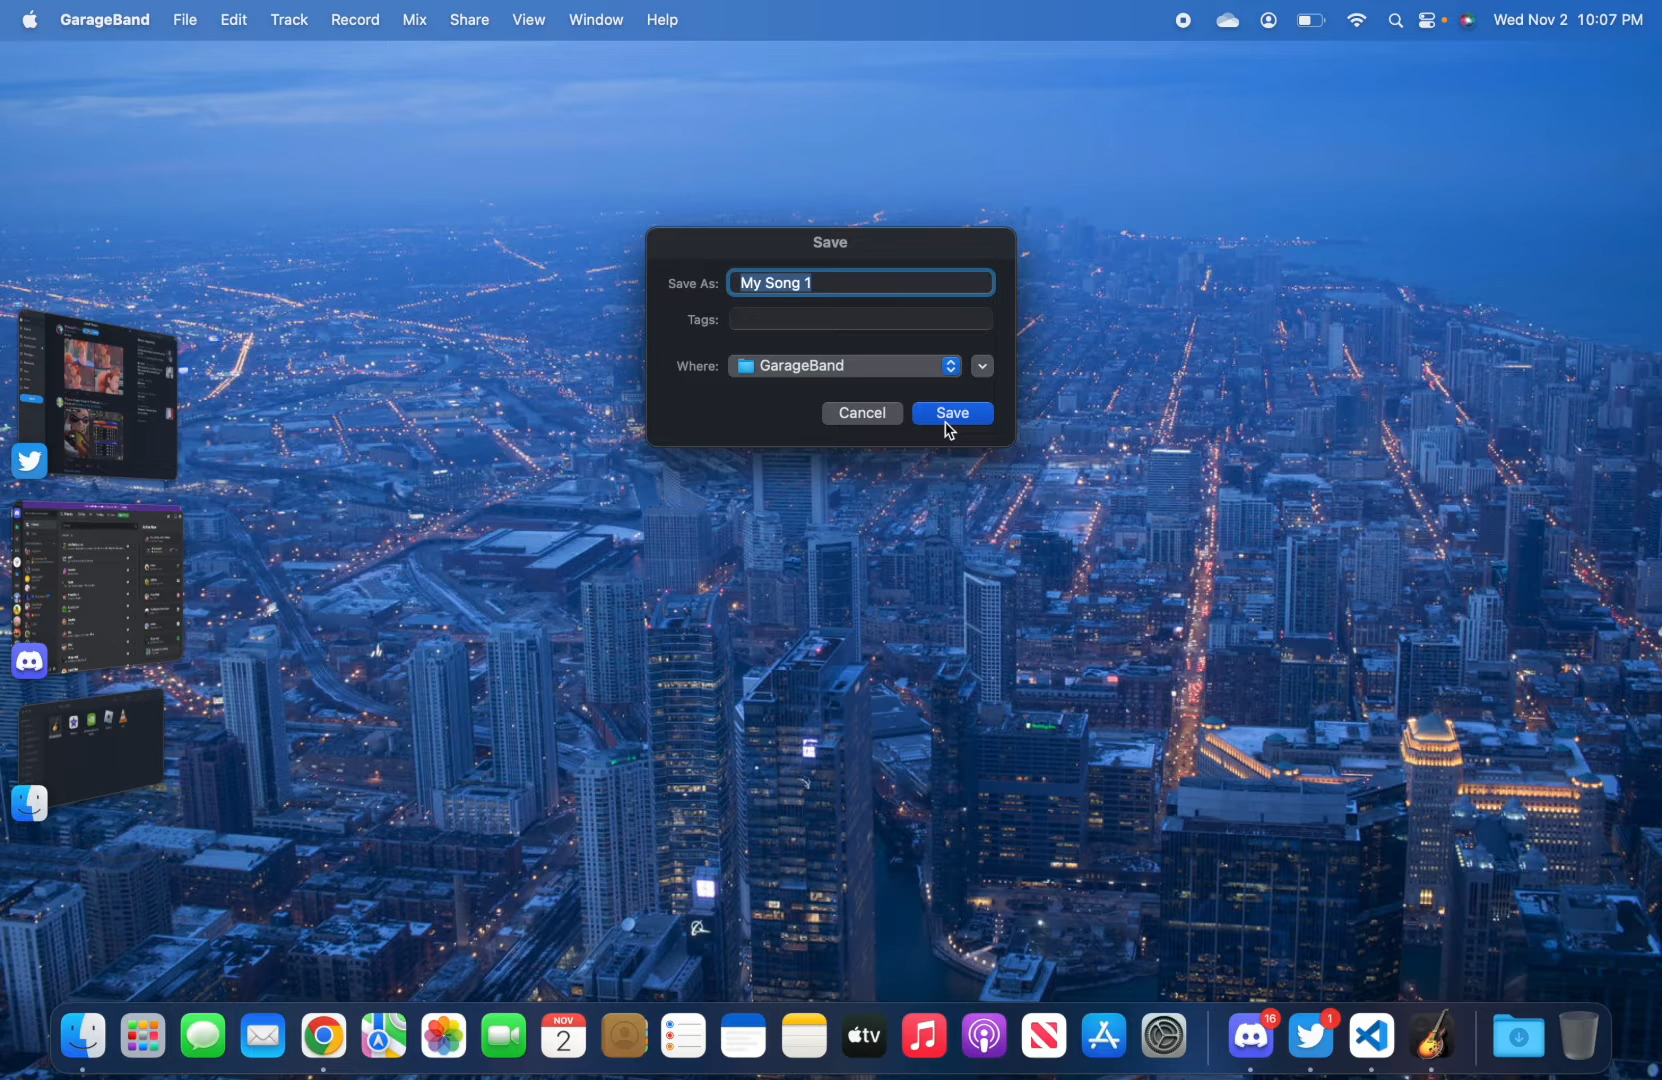 GarageBand File Edit Track Record Mix Share View Window Help Wed Nov 2 10:07 PM
Save
Save As: My Song 1
Tags:
Where: GarageBand
Cancel Save
NOV
2
tv
16
1